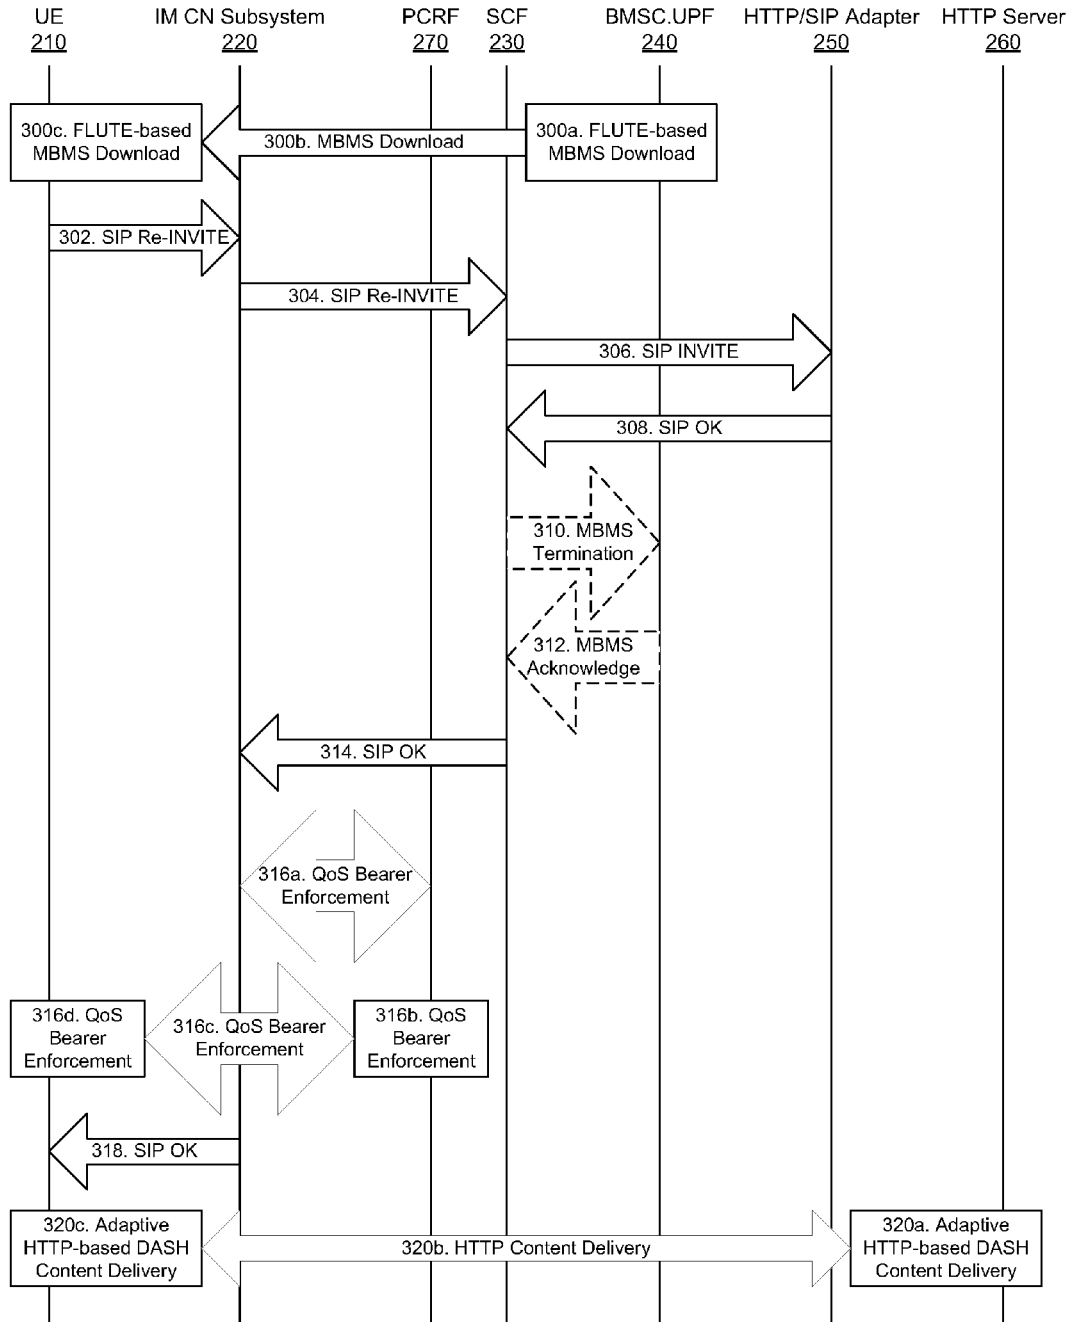 UE IM CN Subsystem PCRF SCF BMSC.UPF HTTP/SIP Adapter HTTP Server
210 220 270 230 240 250 260
300c. FLUTE-based
MBMS Download
300b. MBMS Download
300a. FLUTE-based
MBMS Download
302. SIP Re-INVITE
304. SIP Re-INVITE
306. SIP INVITE
308. SIP OK
310. MBMS
Termination
312. MBMS
Acknowledge
314. SIP OK
316a. QoS Bearer
Enforcement
316d. QoS
Bearer
Enforcement
316c. QoS Bearer
Enforcement
316b. QoS
Bearer
Enforcement
318. SIP OK
320c. Adaptive
HTTP-based DASH
Content Delivery
320b. HTTP Content Delivery
320a. Adaptive
HTTP-based DASH
Content Delivery